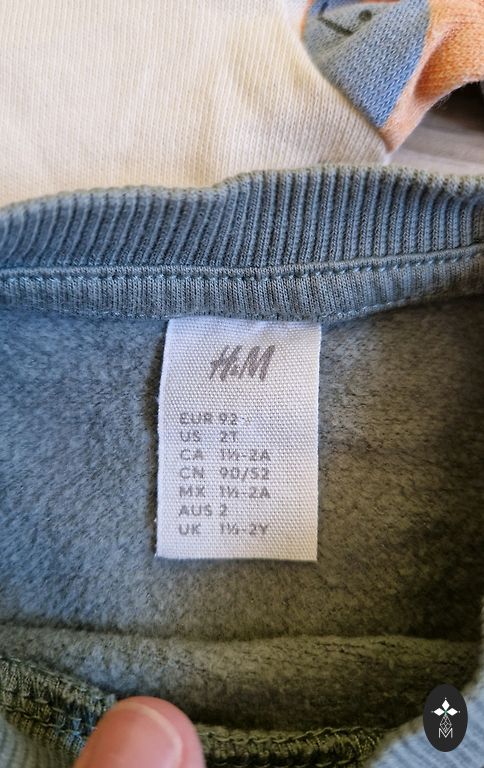 H&M
EUR 92
US 2T
CA 1½-2A
CN 90/52
MX 1½-2A
AUS 2
UK 1½-2Y
M